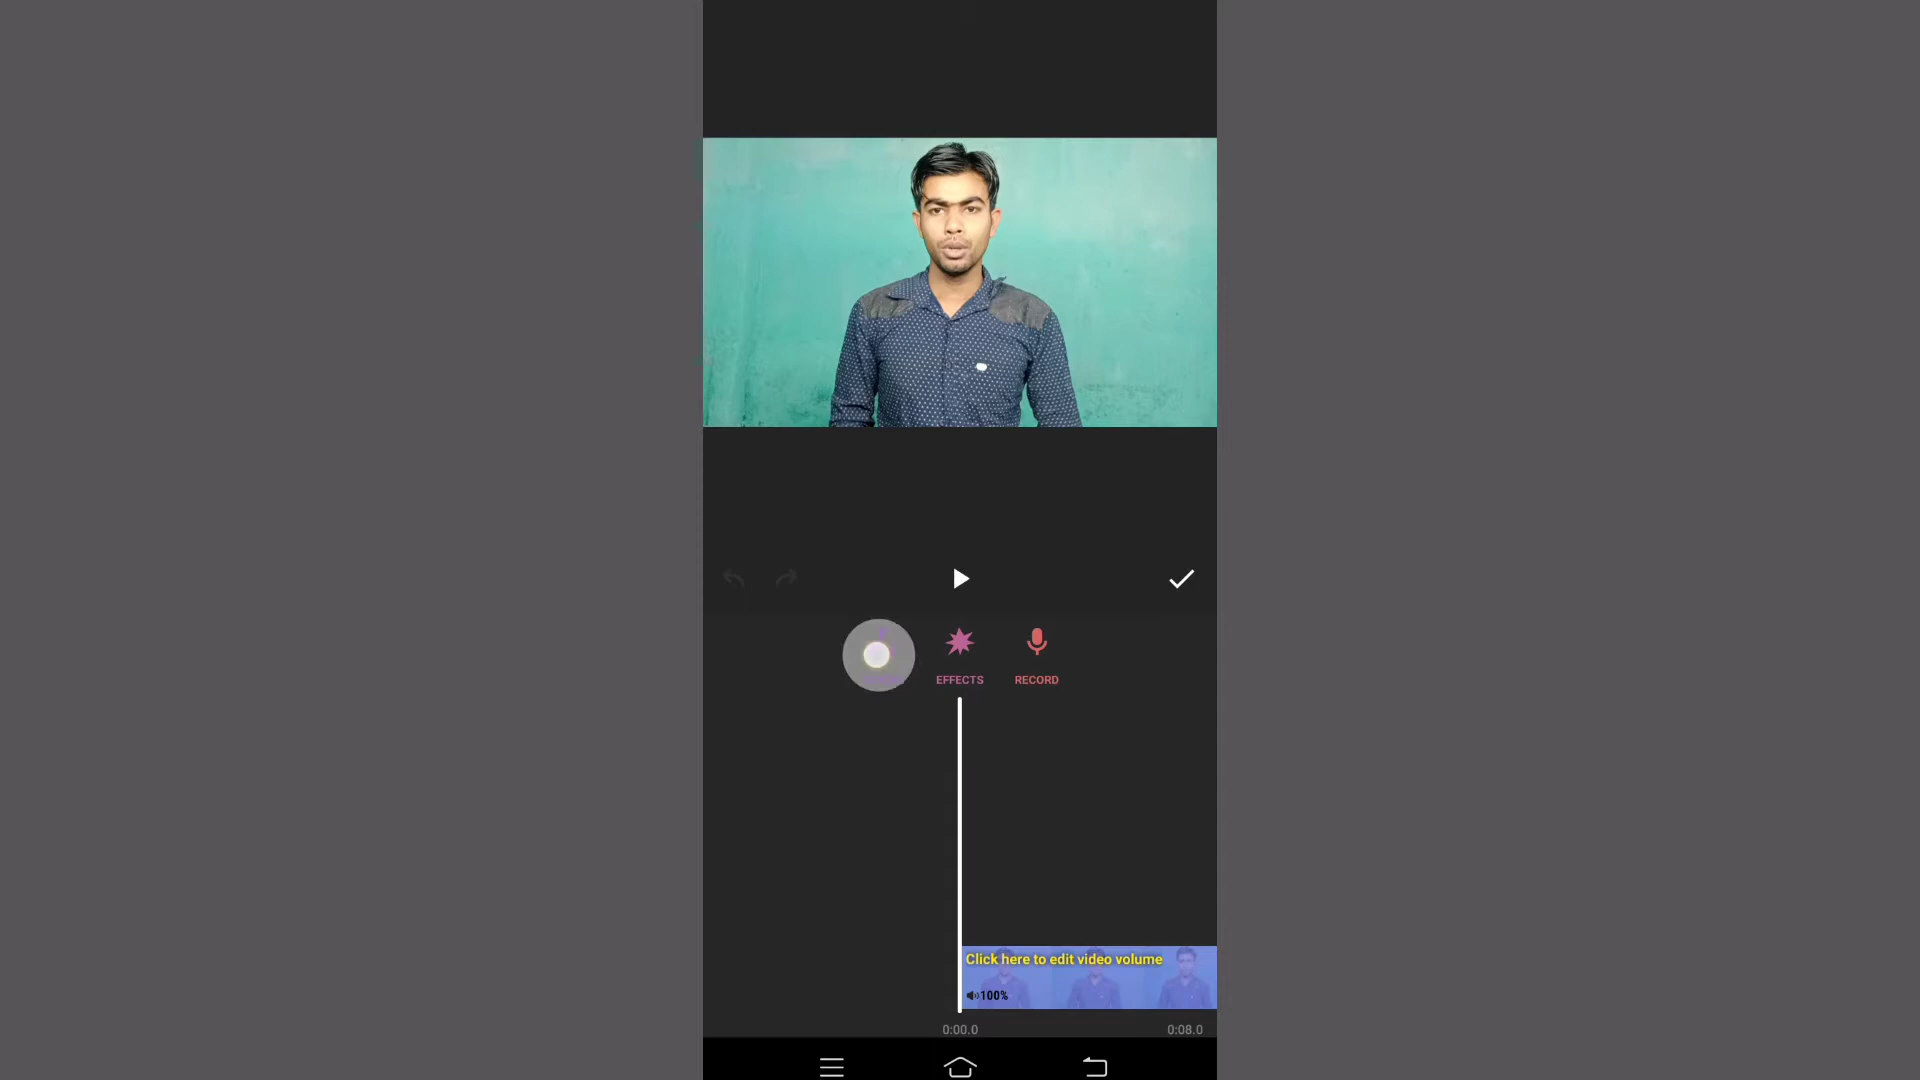 EFFECTS
RECORD
Click here to edit video volume
100%
0:00.0
0:08.0